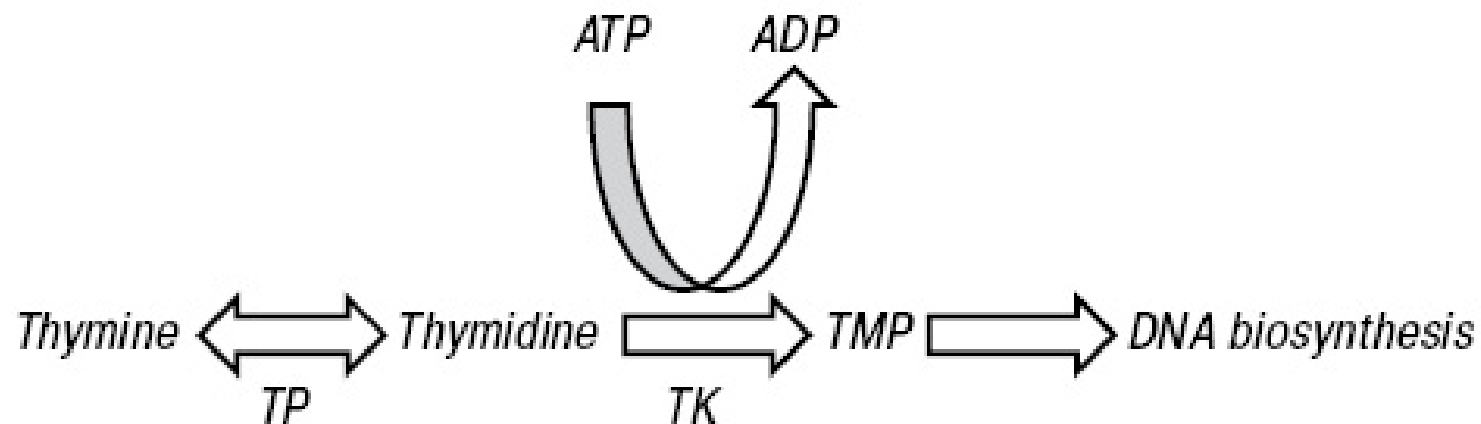 ATP ADP
Thymine Thymidine TMP DNA biosynthesis
TP TK